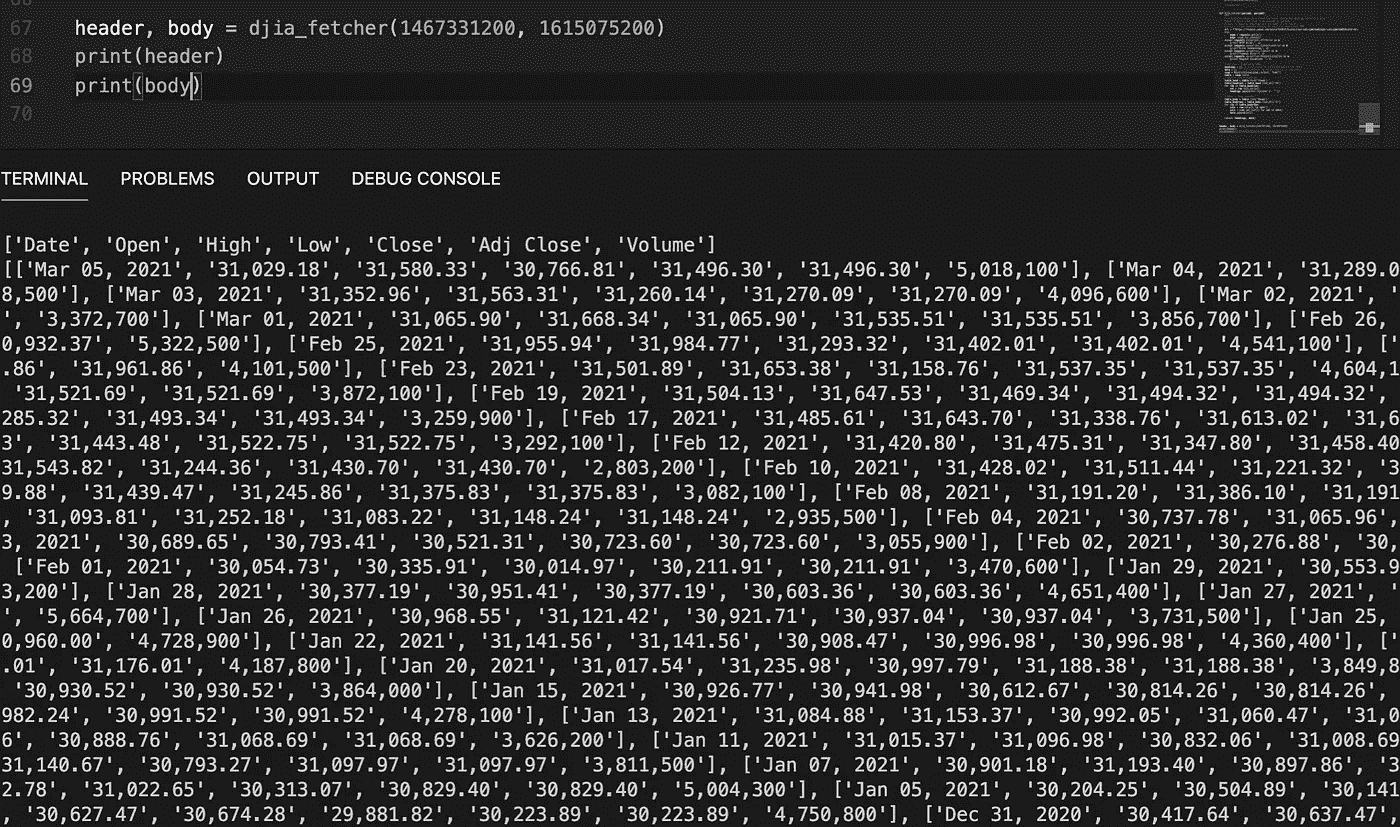 67 header, body = djia_fetcher(1467331200, 1615075200)
68 print(header)
69 print(body)
70
TERMINAL PROBLEMS OUTPUT DEBUG CONSOLE
['Date', 'Open', 'High', 'Low', 'Close', 'Adj Close', 'Volume']
[['Mar 05, 2021', '31,029.18', '31,580.33', '30,766.81', '31,496.30', '31,496.30', '5,018,100'], ['Mar 04, 2021', '31,289.0
8,500'], ['Mar 03, 2021', '31,352.96', '31,563.31', '31,260.14', '31,270.09', '31,270.09', '4,096,600'], ['Mar 02, 2021', '
', '3,372,700'], ['Mar 01, 2021', '31,065.90', '31,668.34', '31,065.90', '31,535.51', '31,535.51', '3,856,700'], ['Feb 26,
0,932.37', '5,322,500'], ['Feb 25, 2021', '31,955.94', '31,984.77', '31,293.32', '31,402.01', '31,402.01', '4,541,100'], ['
.86', '31,961.86', '4,101,500'], ['Feb 23, 2021', '31,501.89', '31,653.38', '31,158.76', '31,537.35', '31,537.35', '4,604,1
'31,521.69', '31,521.69', '3,872,100'], ['Feb 19, 2021', '31,504.13', '31,647.53', '31,469.34', '31,494.32', '31,494.32',
285.32', '31,493.34', '31,493.34', '3,259,900'], ['Feb 17, 2021', '31,485.61', '31,643.70', '31,338.76', '31,613.02', '31,6
3', '31,443.48', '31,522.75', '31,522.75', '3,292,100'], ['Feb 12, 2021', '31,420.80', '31,475.31', '31,347.80', '31,458.40
31,543.82', '31,244.36', '31,430.70', '31,430.70', '2,803,200'], ['Feb 10, 2021', '31,428.02', '31,511.44', '31,221.32', '3
9.88', '31,439.47', '31,245.86', '31,375.83', '31,375.83', '3,082,100'], ['Feb 08, 2021', '31,191.20', '31,386.10', '31,191
, '31,093.81', '31,252.18', '31,083.22', '31,148.24', '31,148.24', '2,935,500'], ['Feb 04, 2021', '30,737.78', '31,065.96',
3, 2021', '30,689.65', '30,793.41', '30,521.31', '30,723.60', '30,723.60', '3,055,900'], ['Feb 02, 2021', '30,276.88', '30,
['Feb 01, 2021', '30,054.73', '30,335.91', '30,014.97', '30,211.91', '30,211.91', '3,470,600'], ['Jan 29, 2021', '30,553.9
3,200'], ['Jan 28, 2021', '30,377.19', '30,951.41', '30,377.19', '30,603.36', '30,603.36', '4,651,400'], ['Jan 27, 2021',
', '5,664,700'], ['Jan 26, 2021', '30,968.55', '31,121.42', '30,921.71', '30,937.04', '30,937.04', '3,731,500'], ['Jan 25,
0,960.00', '4,728,900'], ['Jan 22, 2021', '31,141.56', '31,141.56', '30,908.47', '30,996.98', '30,996.98', '4,360,400'], [
.01', '31,176.01', '4,187,800'], ['Jan 20, 2021', '31,017.54', '31,235.98', '30,997.79', '31,188.38', '31,188.38', '3,849,8
'30,930.52', '30,930.52', '3,864,000'], ['Jan 15, 2021', '30,926.77', '30,941.98', '30,612.67', '30,814.26', '30,814.26',
982.24', '30,991.52', '30,991.52', '4,278,100'], ['Jan 13, 2021', '31,084.88', '31,153.37', '30,992.05', '31,060.47', '31,0
6', '30,888.76', '31,068.69', '31,068.69', '3,626,200'], ['Jan 11, 2021', '31,015.37', '31,096.98', '30,832.06', '31,008.69
31,140.67', '30,793.27', '31,097.97', '31,097.97', '3,811,500'], ['Jan 07, 2021', '30,901.18', '31,193.40', '30,897.86', '3
2.78', '31,022.65', '30,313.07', '30,829.40', '30,829.40', '5,004,300'], ['Jan 05, 2021', '30,204.25', '30,504.89', '30,141
, '30,627.47', '30,674.28', '29,881.82', '30,223.89', '30,223.89', '4,750,800'], ['Dec 31, 2020', '30,417.64', '30,637.47',